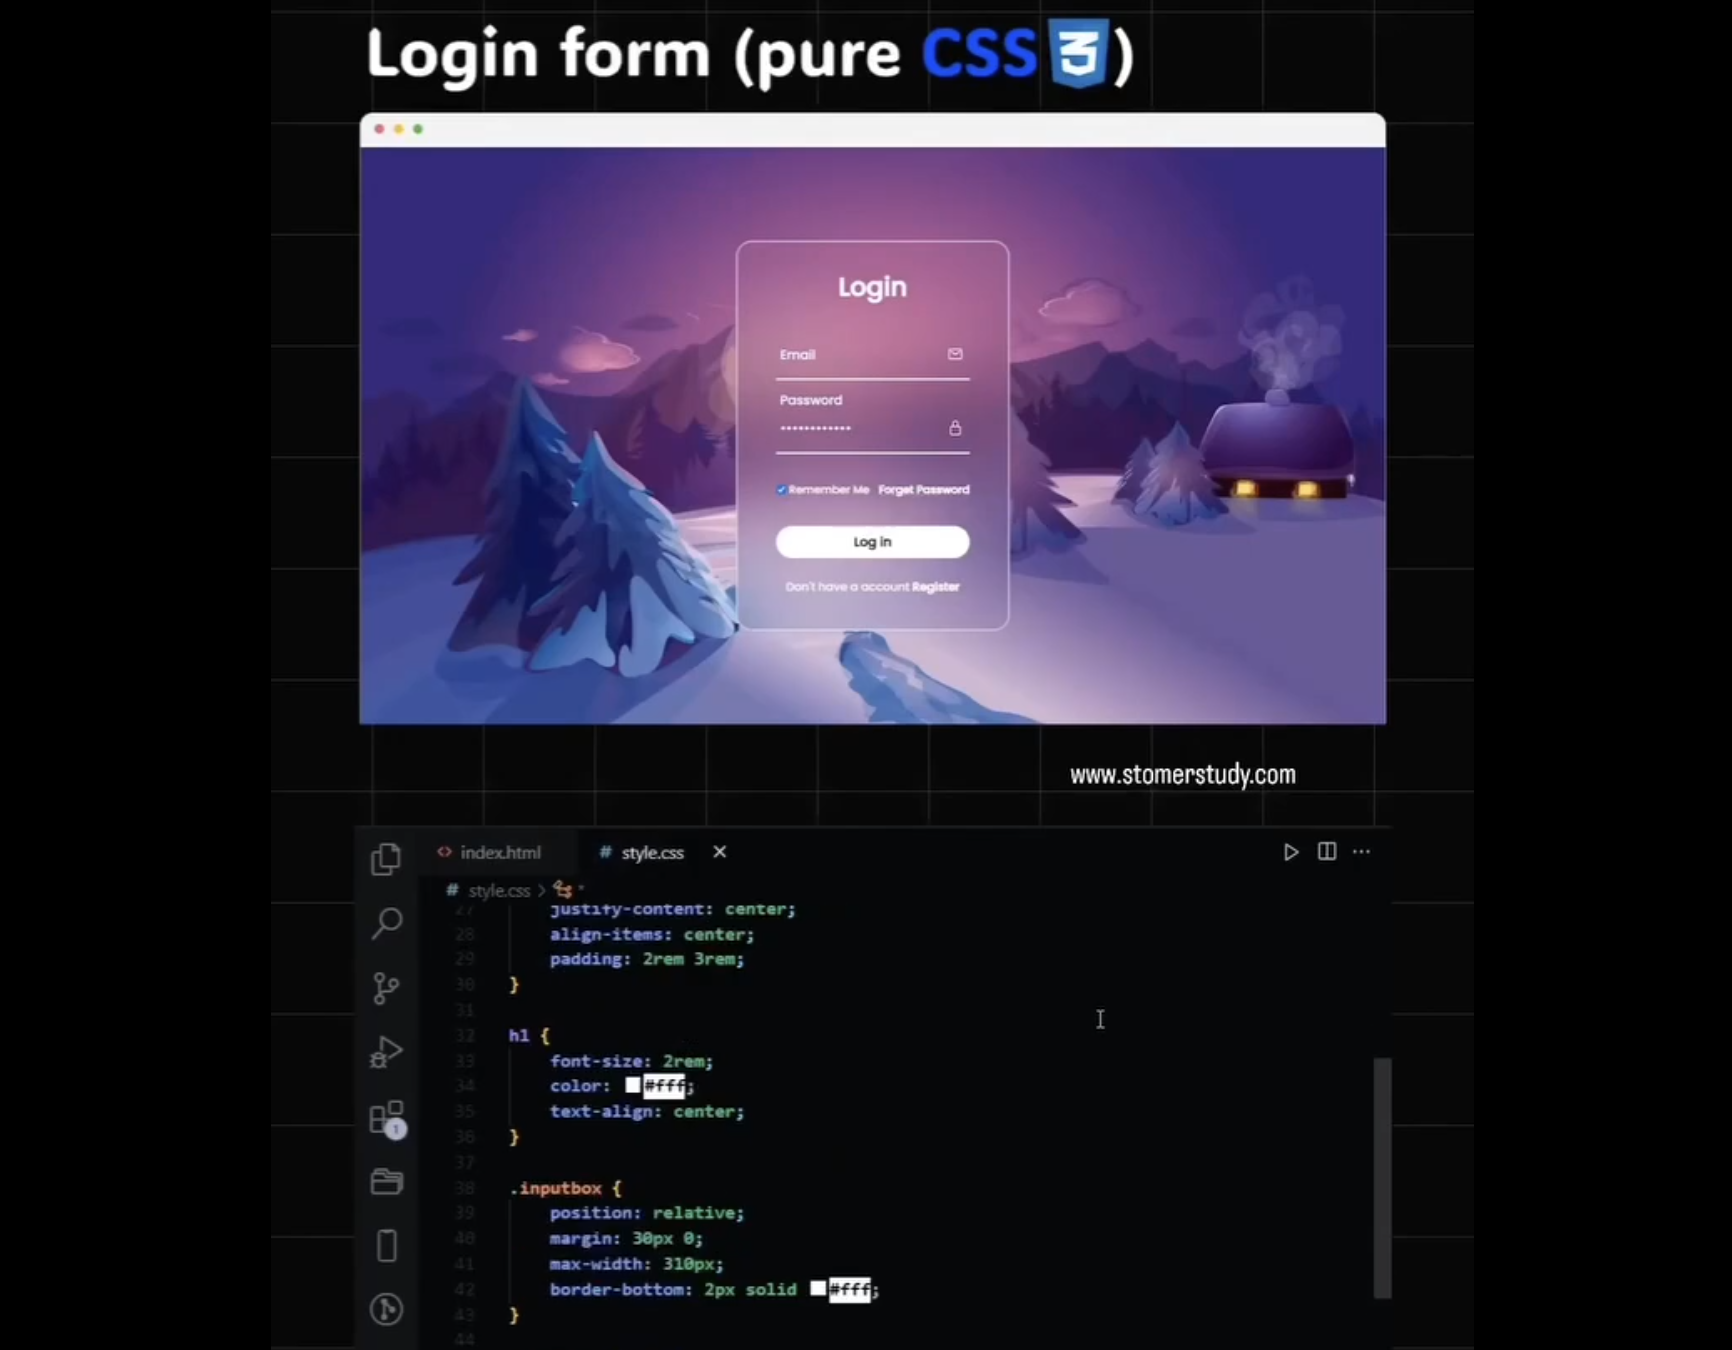 Login form (pure CSS3)
Login
Email
Password
Remember Me Forget Password
Log in
Don't have a account Register
www.stomerstudy.com
<> index.html # style.css ×
# style.css > *
27 justify-content: center;
28 align-items: center;
29 padding: 2rem 3rem;
30 }
31
32 h1 {
33 font-size: 2rem;
34 color: #fff;
35 text-align: center;
36 }
37
38 .inputbox {
39 position: relative;
40 margin: 30px 0;
41 max-width: 310px;
1
42 border-bottom: 2px solid #fff;
43 }
44